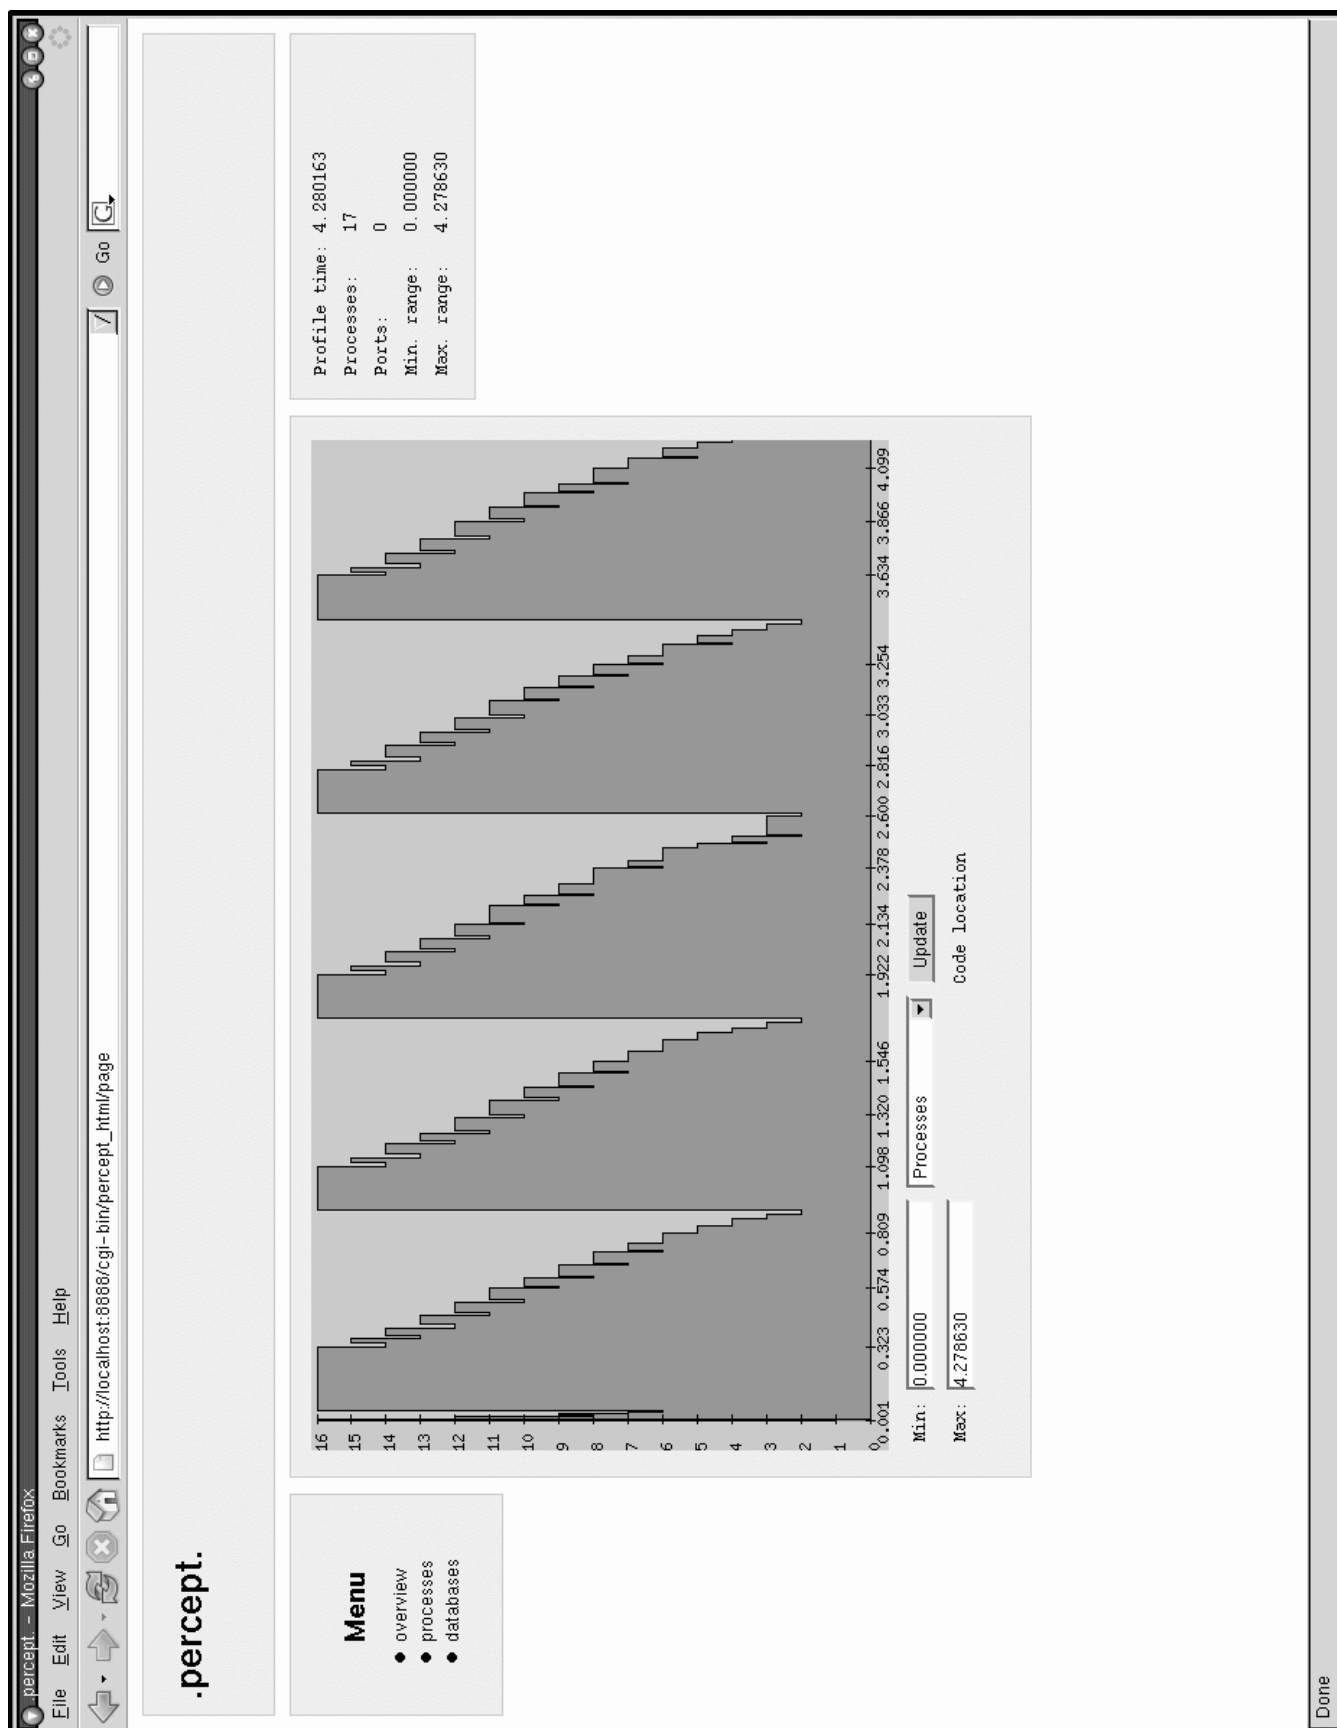 .percept. - Mozilla Firefox
File Edit View Go Bookmarks Tools Help
http://localhost:8888/cgi-bin/percept_html/page
Go
G
.percept.
Menu
overview
processes
databases
16
15
14
13
12
11
10
9
8
7
6
5
4
3
2
1
0
0.001 0.323 0.574 0.809 1.098 1.320 1.546 1.922 2.134 2.378 2.600 2.816 3.033 3.254 3.634 3.866 4.099
Min: 0.000000 Processes Update
Max: 4.278630 Code location
Profile time: 4.280163
Processes: 17
Ports: 0
Min. range: 0.000000
Max. range: 4.278630
Done